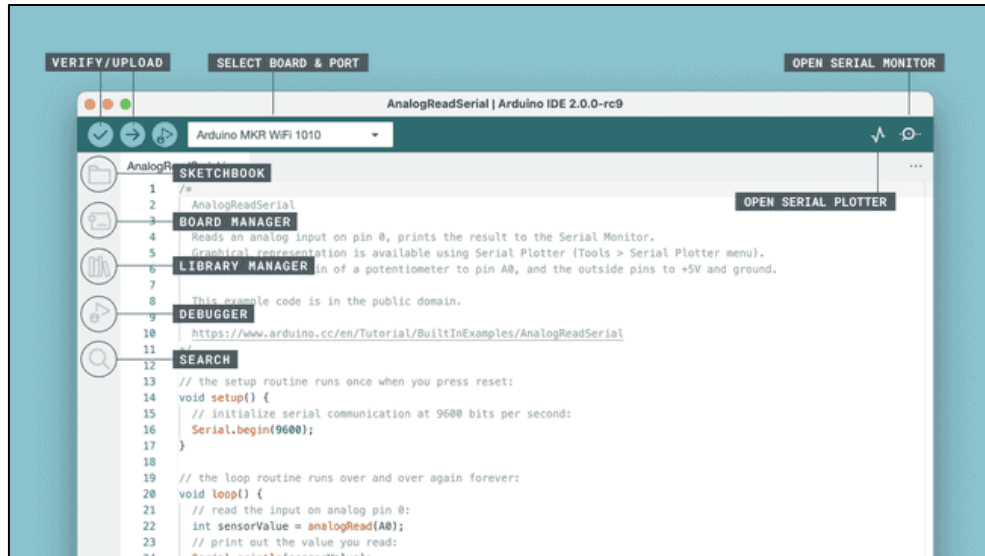 VERIFY/UPLOAD
SELECT BOARD & PORT
OPEN SERIAL MONITOR
AnalogReadSerial | Arduino IDE 2.0.0-rc9
Arduino MKR WiFi 1010
SKETCHBOOK
OPEN SERIAL PLOTTER
1 /*
2 AnalogReadSerial
3
BOARD MANAGER
4 Reads an analog input on pin 0, prints the result to the Serial Monitor.
5 Graphical representation is available using Serial Plotter (Tools > Serial Plotter menu).
LIBRARY MANAGER
6 of a potentiometer to pin A0, and the outside pins to +5V and ground.
7
8 This example code is in the public domain.
DEBUGGER
9
10 https://www.arduino.cc/en/Tutorial/BuiltInExamples/AnalogReadSerial
11
SEARCH
12
13 // the setup routine runs once when you press reset:
14 void setup() {
15 // initialize serial communication at 9600 bits per second:
16 Serial.begin(9600);
17 }
18
19 // the loop routine runs over and over again forever:
20 void loop() {
21 // read the input on analog pin 0:
22 int sensorValue = analogRead(A0);
23 // print out the value you read: